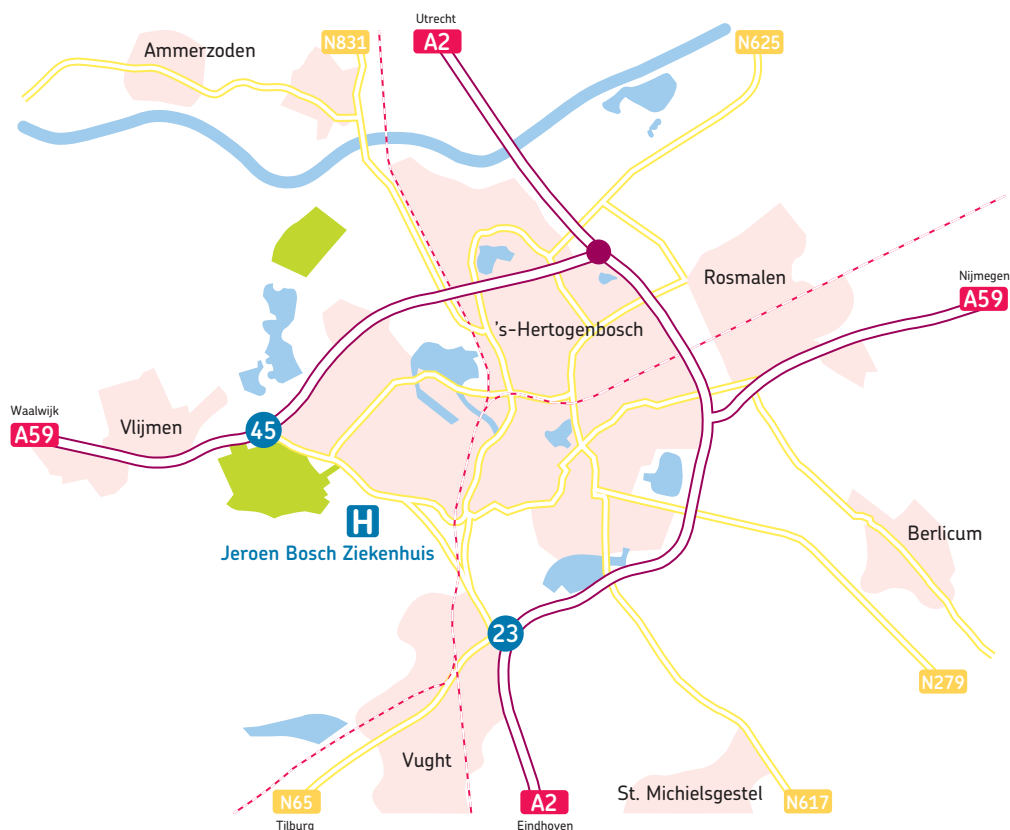 Utrecht
A2
N831
N625
Ammerzoden
Rosmalen
Nijmegen
A59
's-Hertogenbosch
Waalwijk
A59
Vlijmen
45
H
Jeroen Bosch Ziekenhuis
Berlicum
23
N279
Vught
St. Michielsgestel
N65
Tilburg
A2
Eindhoven
N617